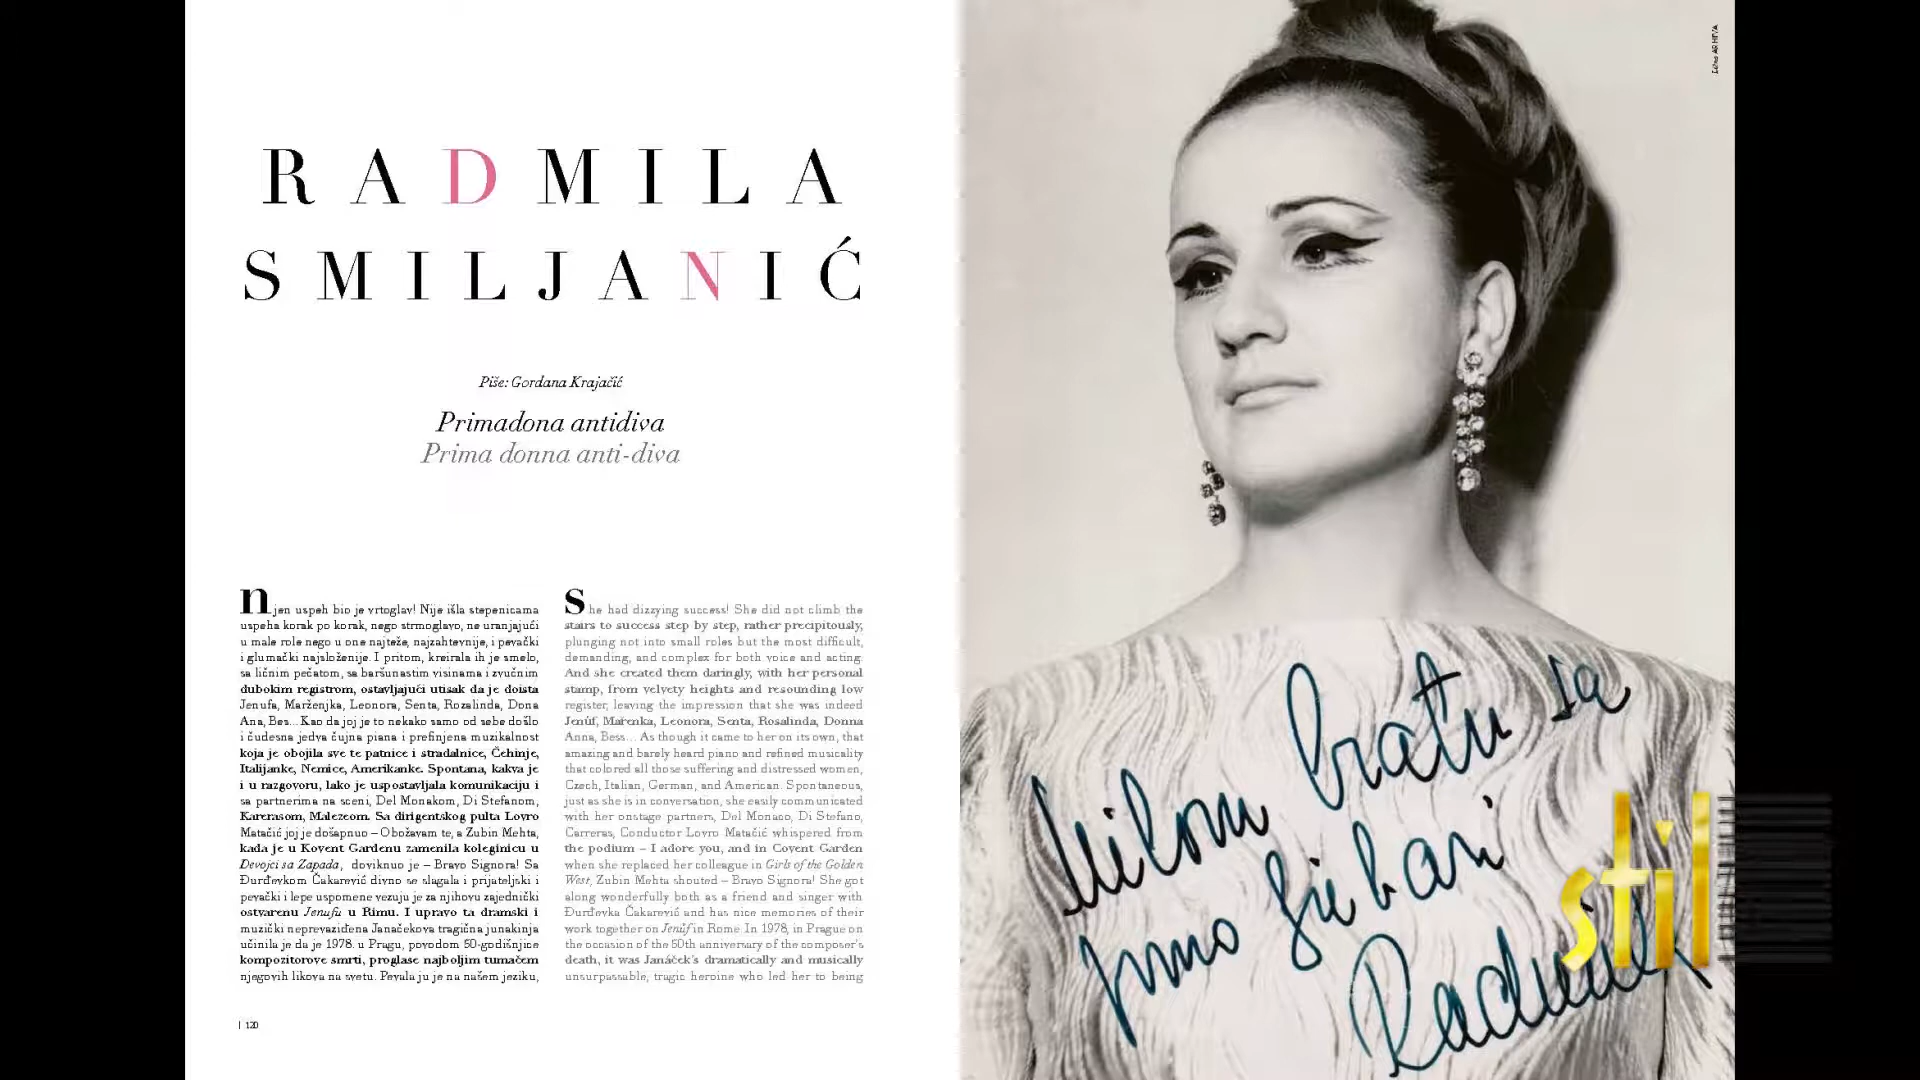 RADMILA
SMILJANIĆ
Piše: Gordana Krajačić
Primadona antidiva
Prima donna anti-diva
njen uspeh bio je vrtoglav! Nije išla stepenicama
uspeha korak po korak, nego strmoglavo, ne uranjajući
u male role nego u one najteže, najzahtevnije, i pevački
i glumački najsloženije. I pritom, kreirala ih je smelo,
sa ličnim pečatom, sa baršunastim visinama i zvučnim
dubokim registrom, ostavljajući utisak da je doista
Jenufa, Marženjka, Leonora, Senta, Rozalinda, Dona
Ana, Bes... Kao da joj je to nekako samo od sebe došlo
i čudesna jedva čujna piana i prefinjena muzikalnost
koja je obojila sve te patnice i stradalnice, Čehinje,
Italijanke, Nemice, Amerikanke. Spontana, kakva je
i u razgovoru, lako je uspostavljala komunikaciju i
sa partnerima na sceni, Del Monakom, Di Stefanom,
Karerasom, Malezeom. Sa dirigentskog pulta Lovro
Matačić joj je došapnuo – Obožavam te, a Zubin Mehta,
kada je u Kovent Gardenu zamenila koleginicu u
Devojci sa Zapada, doviknuo je – Bravo Signora! Sa
Đurđevkom Čakarević divno se slagala i prijateljski i
pevački i lepe uspomene vezuju je za njihovu zajednički
ostvarenu Jenufu u Rimu. I upravo ta dramski i
muzički neprevaziđena Janačekova tragična junakinja
učinila je da je 1978. u Pragu, povodom 50-godišnjice
kompozitorove smrti, proglase najboljim tumačem
njegovih likova na svetu. Pevala ju je na našem jeziku,
She had dizzying success! She did not climb the
stairs to success step by step, rather precipitously,
plunging not into small roles but the most difficult,
demanding, and complex for both voice and acting.
And she created them daringly, with her personal
stamp, from velvety heights and resounding low
register, leaving the impression that she was indeed
Jenúf, Mařenka, Leonora, Senta, Rosalinda, Donna
Anna, Bess... As though it came to her on its own, that
amazing and barely heard piano and refined musicality
that colored all those suffering and distressed women,
Czech, Italian, German, and American. Spontaneous,
just as she is in conversation, she easily communicated
with her onstage partners, Del Monaco, Di Stefano,
Carreras, Conductor Lovro Matačić whispered from
the podium – I adore you, and in Covent Garden
when she replaced her colleague in Girls of the Golden
West, Zubin Mehta shouted – Bravo Signora! She got
along wonderfully both as a friend and singer with
Đurđevka Čakarević and has nice memories of their
work together on Jenúf in Rome. In 1978, in Prague on
the occasion of the 50th anniversary of the composer's
death, it was Janáček's dramatically and musically
unsurpassable, tragic heroine who led her to being
| 120
Milom bratu sa
Radmila
stil